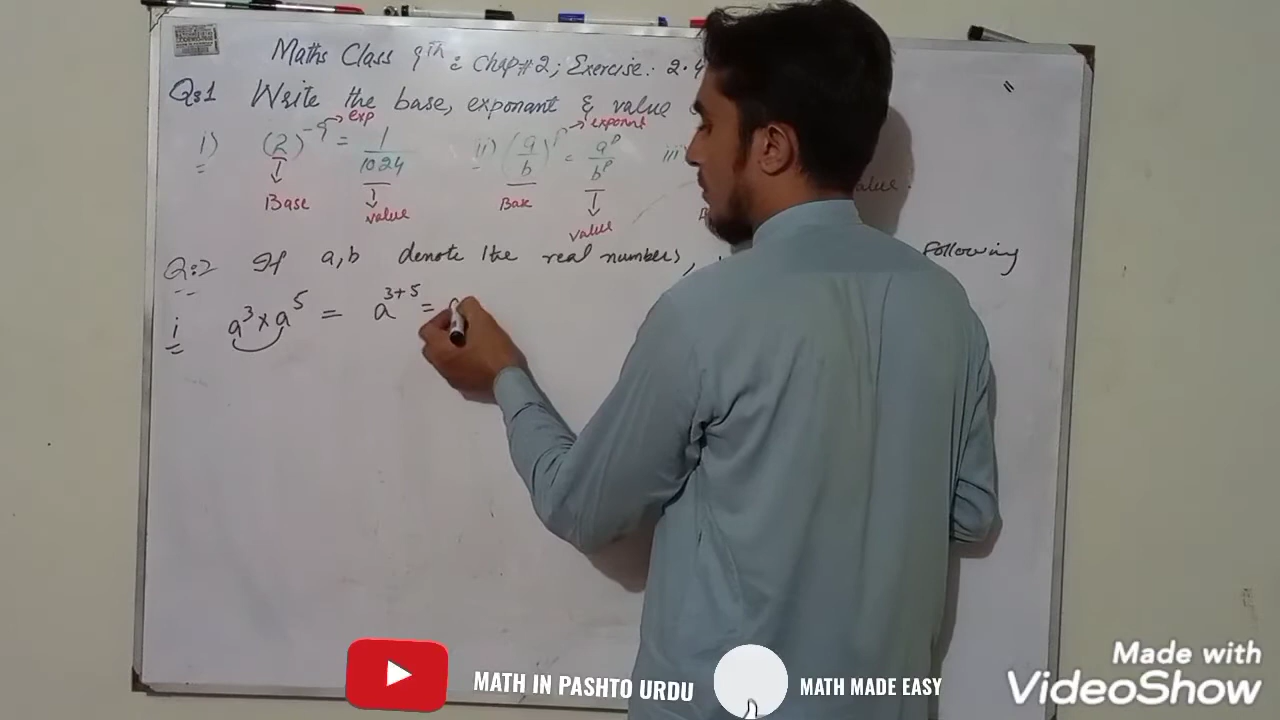 Maths Class 9th : Chap#2; Exercise: 2.4
Q:1 Write the base, exponant & value
i) (2)^-9 → exp = 1/1024 ii) (a/b)^p → exponent = a^p/b^p iii)
Base value Base value value.
Q:2 If a,b denote the real numbers, following
i a^3 x a^5 = a^3+5 =
MATH IN PASHTO URDU
MATH MADE EASY
Made with
VideoShow